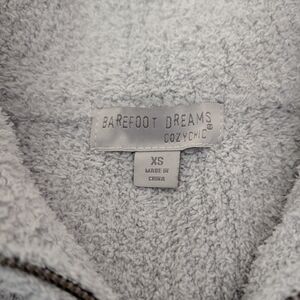 BAREFOOT DREAMS®
COZYCHIC
XS
MADE IN
CHINA